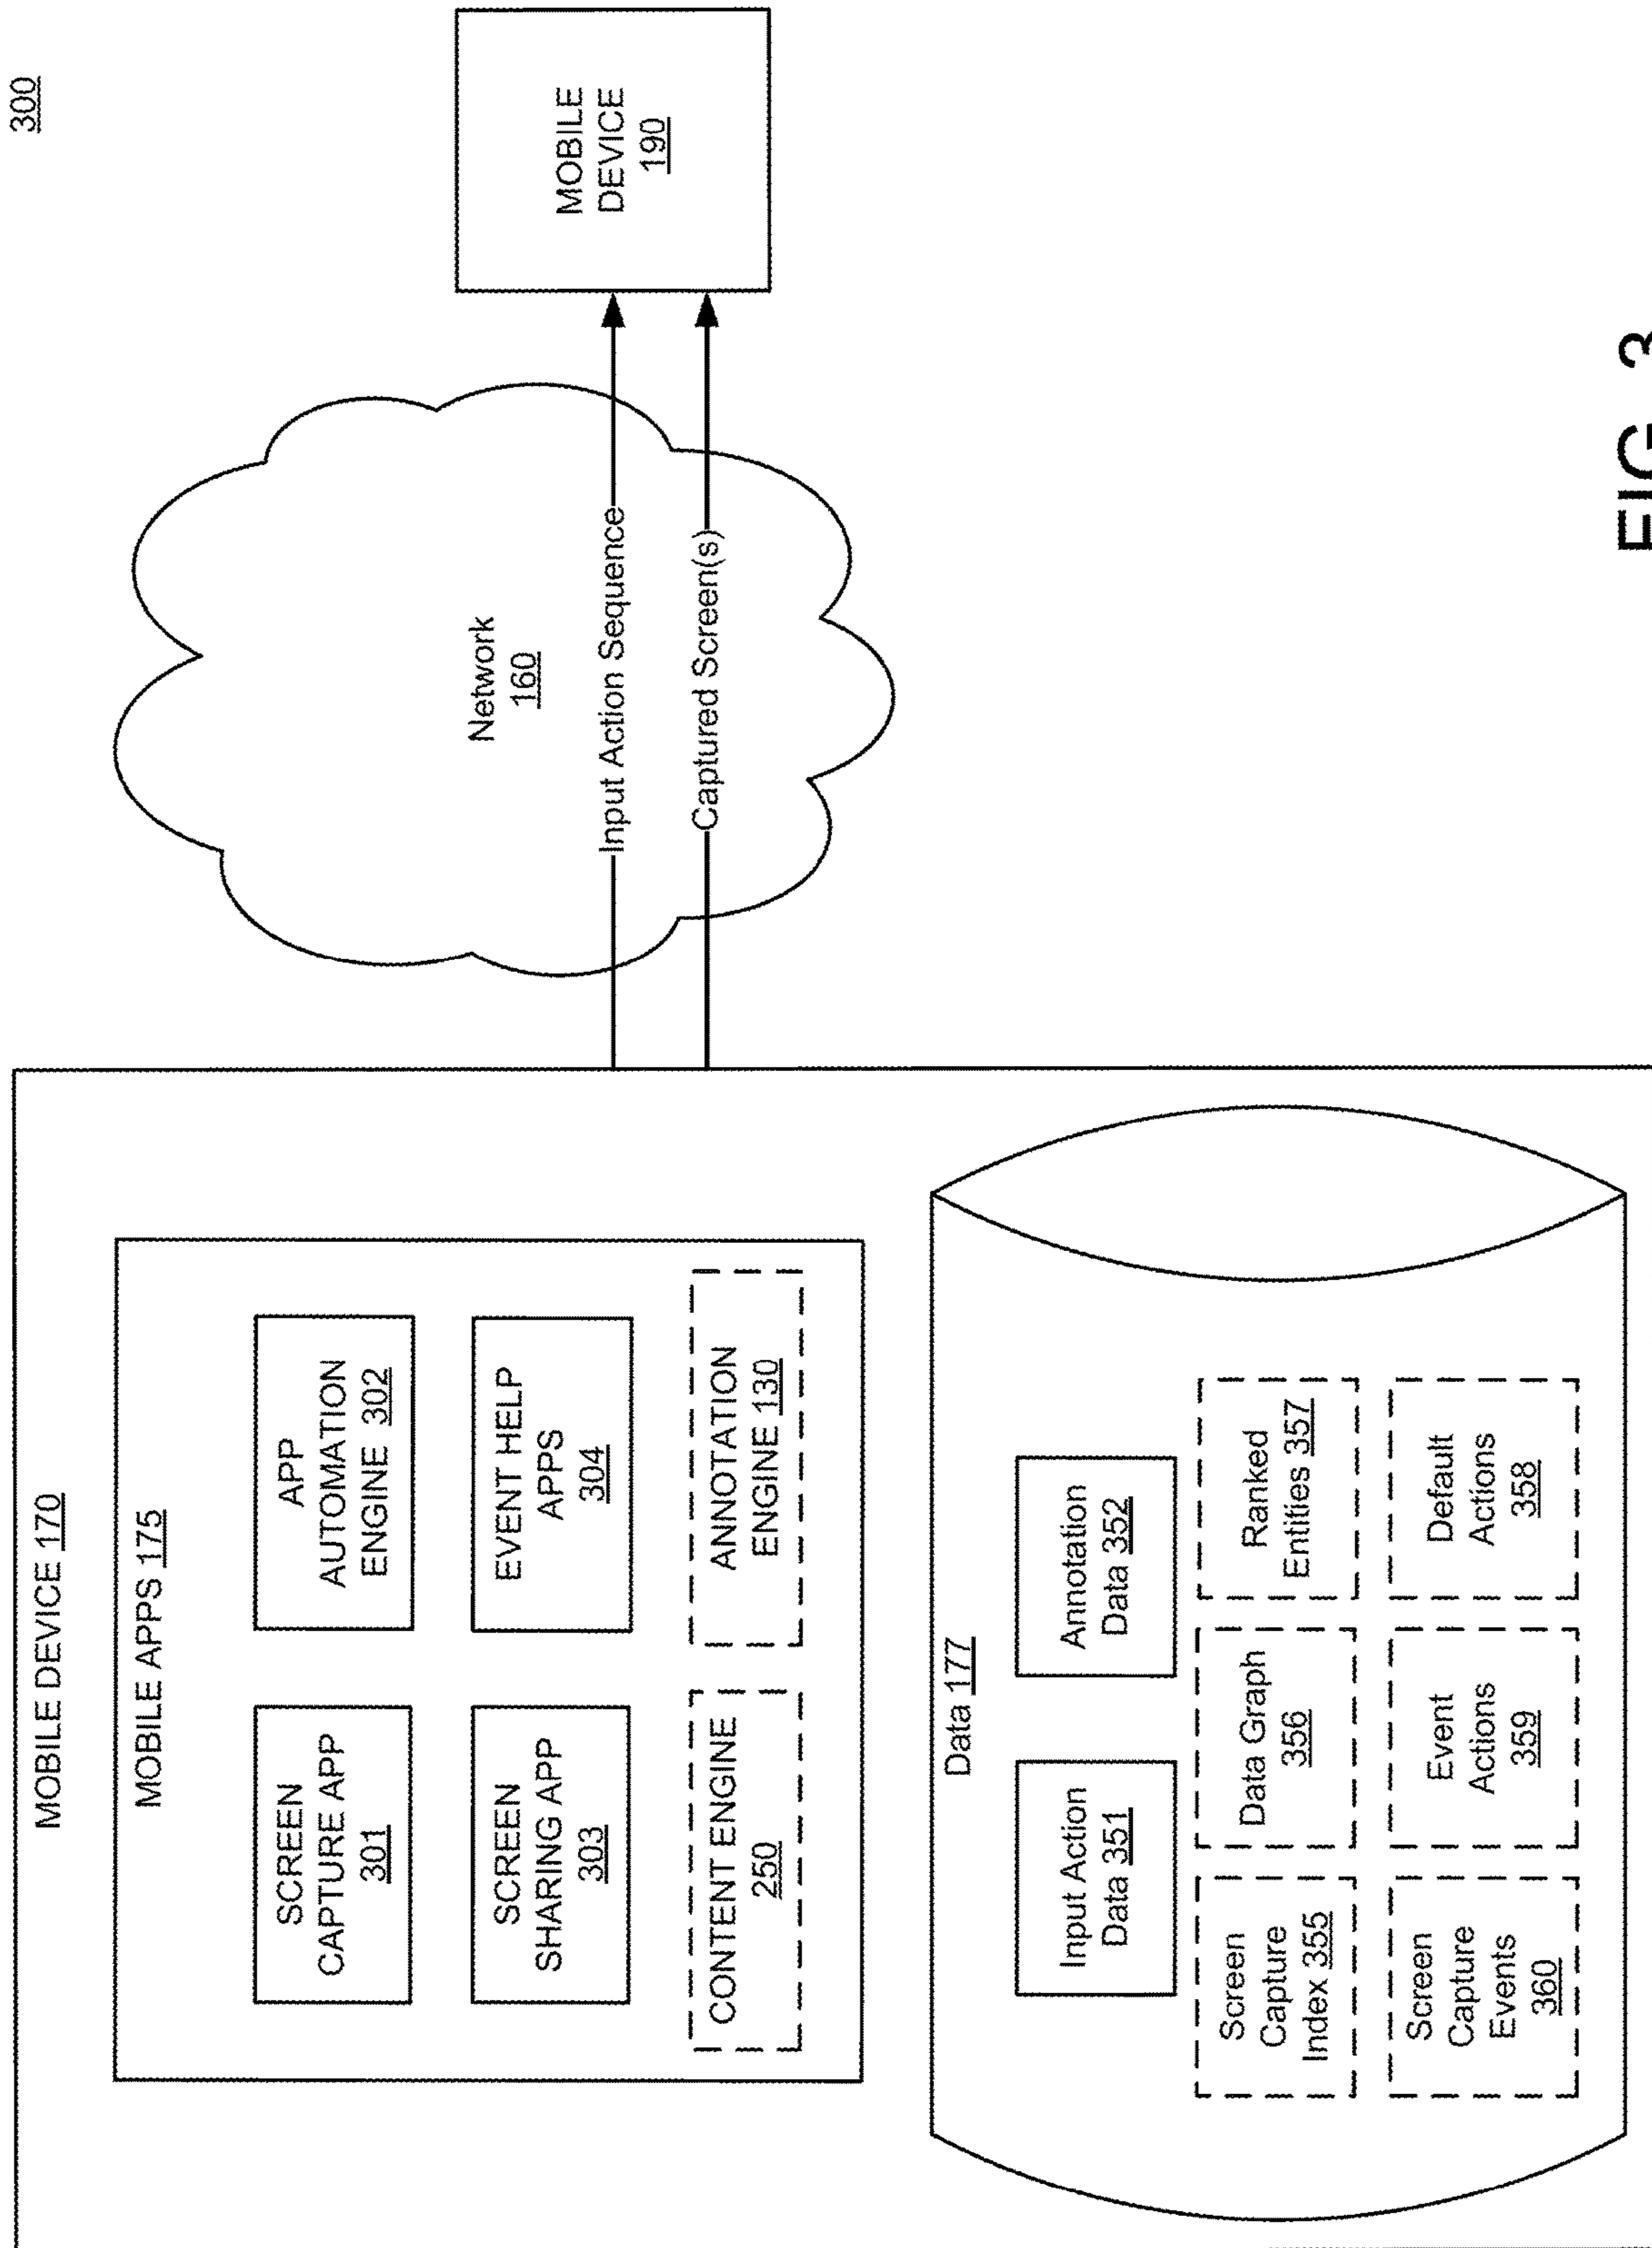 300
MOBILE DEVICE 170
MOBILE APPS 175
SCREEN
CAPTURE APP
301
APP
AUTOMATION
ENGINE 302
SCREEN
SHARING APP
303
EVENT HELP
APPS
304
CONTENT ENGINE
250
ANNOTATION
ENGINE 130
Data 177
Input Action
Data 351
Annotation
Data 352
Screen
Capture
Index 355
Data Graph
356
Ranked
Entities 357
Screen
Capture
Events
360
Event
Actions
359
Default
Actions
358
Network
160
Input Action Sequence
Captured Screen(s)
MOBILE
DEVICE
190
FIG. 3